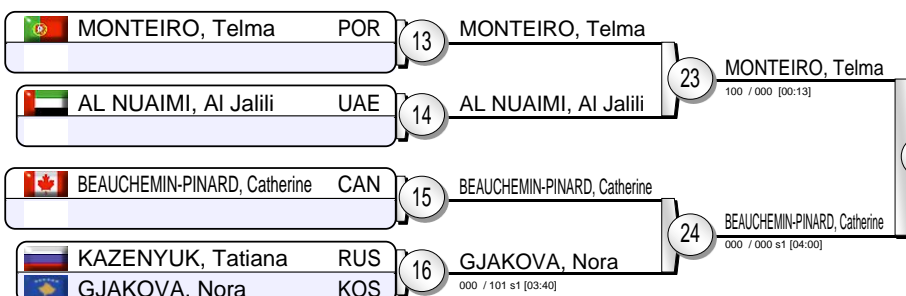 MONTEIRO, Telma POR
13
MONTEIRO, Telma
23
MONTEIRO, Telma
100 / 000 [00:13]
AL NUAIMI, Al Jalili UAE
14
AL NUAIMI, Al Jalili
BEAUCHEMIN-PINARD, Catherine CAN
15
BEAUCHEMIN-PINARD, Catherine
24
BEAUCHEMIN-PINARD, Catherine
000 / 000 s1 [04:00]
KAZENYUK, Tatiana RUS
GJAKOVA, Nora KOS
16
GJAKOVA, Nora
000 / 101 s1 [03:40]